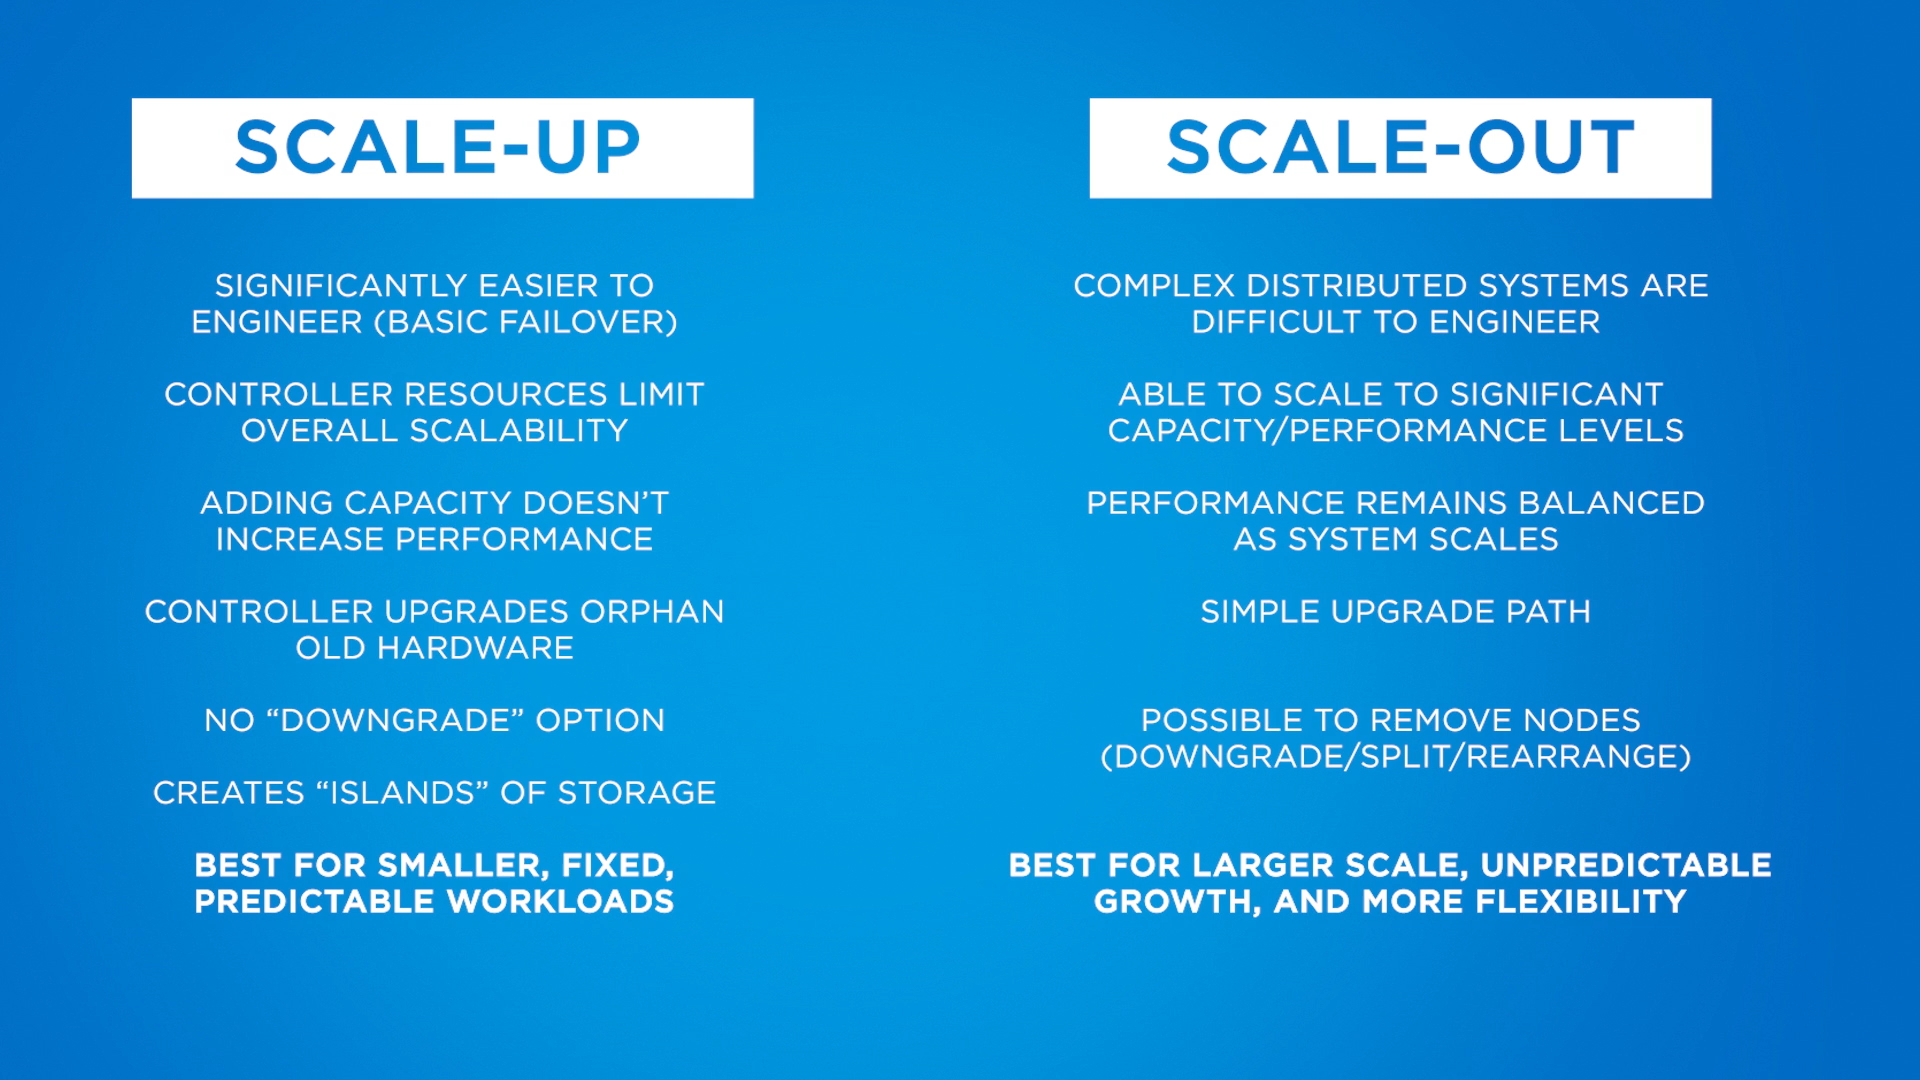 SCALE-UP
SIGNIFICANTLY EASIER TO
ENGINEER (BASIC FAILOVER)
CONTROLLER RESOURCES LIMIT
OVERALL SCALABILITY
ADDING CAPACITY DOESN’T
INCREASE PERFORMANCE
CONTROLLER UPGRADES ORPHAN
OLD HARDWARE
NO “DOWNGRADE” OPTION
CREATES “ISLANDS” OF STORAGE
BEST FOR SMALLER, FIXED,
PREDICTABLE WORKLOADS
SCALE-OUT
COMPLEX DISTRIBUTED SYSTEMS ARE
DIFFICULT TO ENGINEER
ABLE TO SCALE TO SIGNIFICANT
CAPACITY/PERFORMANCE LEVELS
PERFORMANCE REMAINS BALANCED
AS SYSTEM SCALES
SIMPLE UPGRADE PATH
POSSIBLE TO REMOVE NODES
(DOWNGRADE/SPLIT/REARRANGE)
BEST FOR LARGER SCALE, UNPREDICTABLE
GROWTH, AND MORE FLEXIBILITY